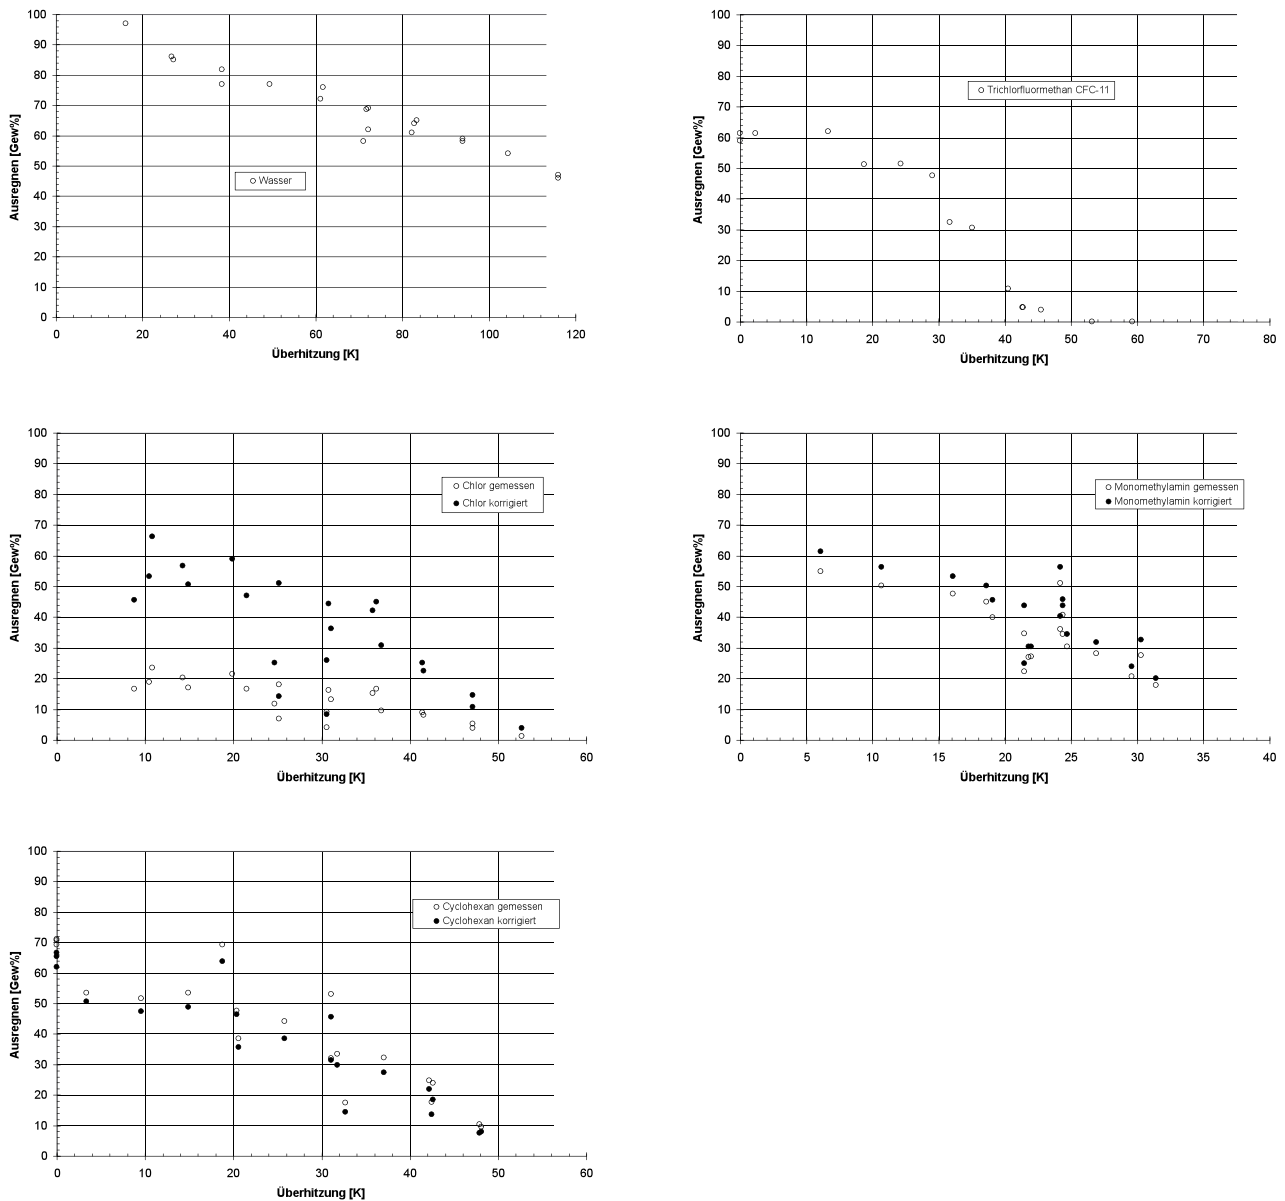 100
90
80
70
60
50
40
30
20
10
0
Ausregnen [Gew%]
Wasser
0 20 40 60 80 100 120
Überhitzung [K]
100
90
80
70
60
50
40
30
20
10
0
Ausregnen [Gew%]
Trichlorfluormethan CFC-11
0 10 20 30 40 50 60 70 80
Überhitzung [K]
100
90
80
70
60
50
40
30
20
10
0
Ausregnen [Gew%]
Chlor gemessen
Chlor korrigiert
0 10 20 30 40 50 60
Überhitzung [K]
100
90
80
70
60
50
40
30
20
10
0
Ausregnen [Gew%]
Monomethylamin gemessen
Monomethylamin korrigiert
0 5 10 15 20 25 30 35 40
Überhitzung [K]
100
90
80
70
60
50
40
30
20
10
0
Ausregnen [Gew%]
Cyclohexan gemessen
Cyclohexan korrigiert
0 10 20 30 40 50 60
Überhitzung [K]